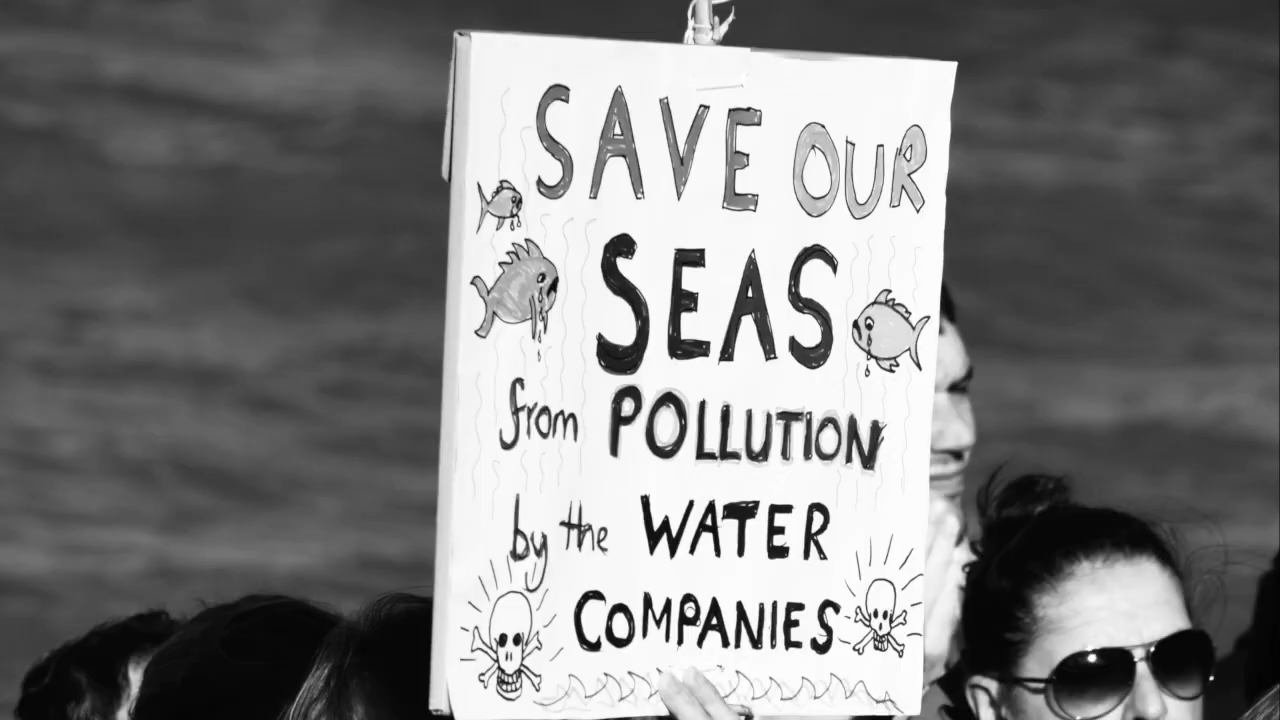 SAVE OUR
SEAS
from POLLUTION
by the WATER
COMPANIES